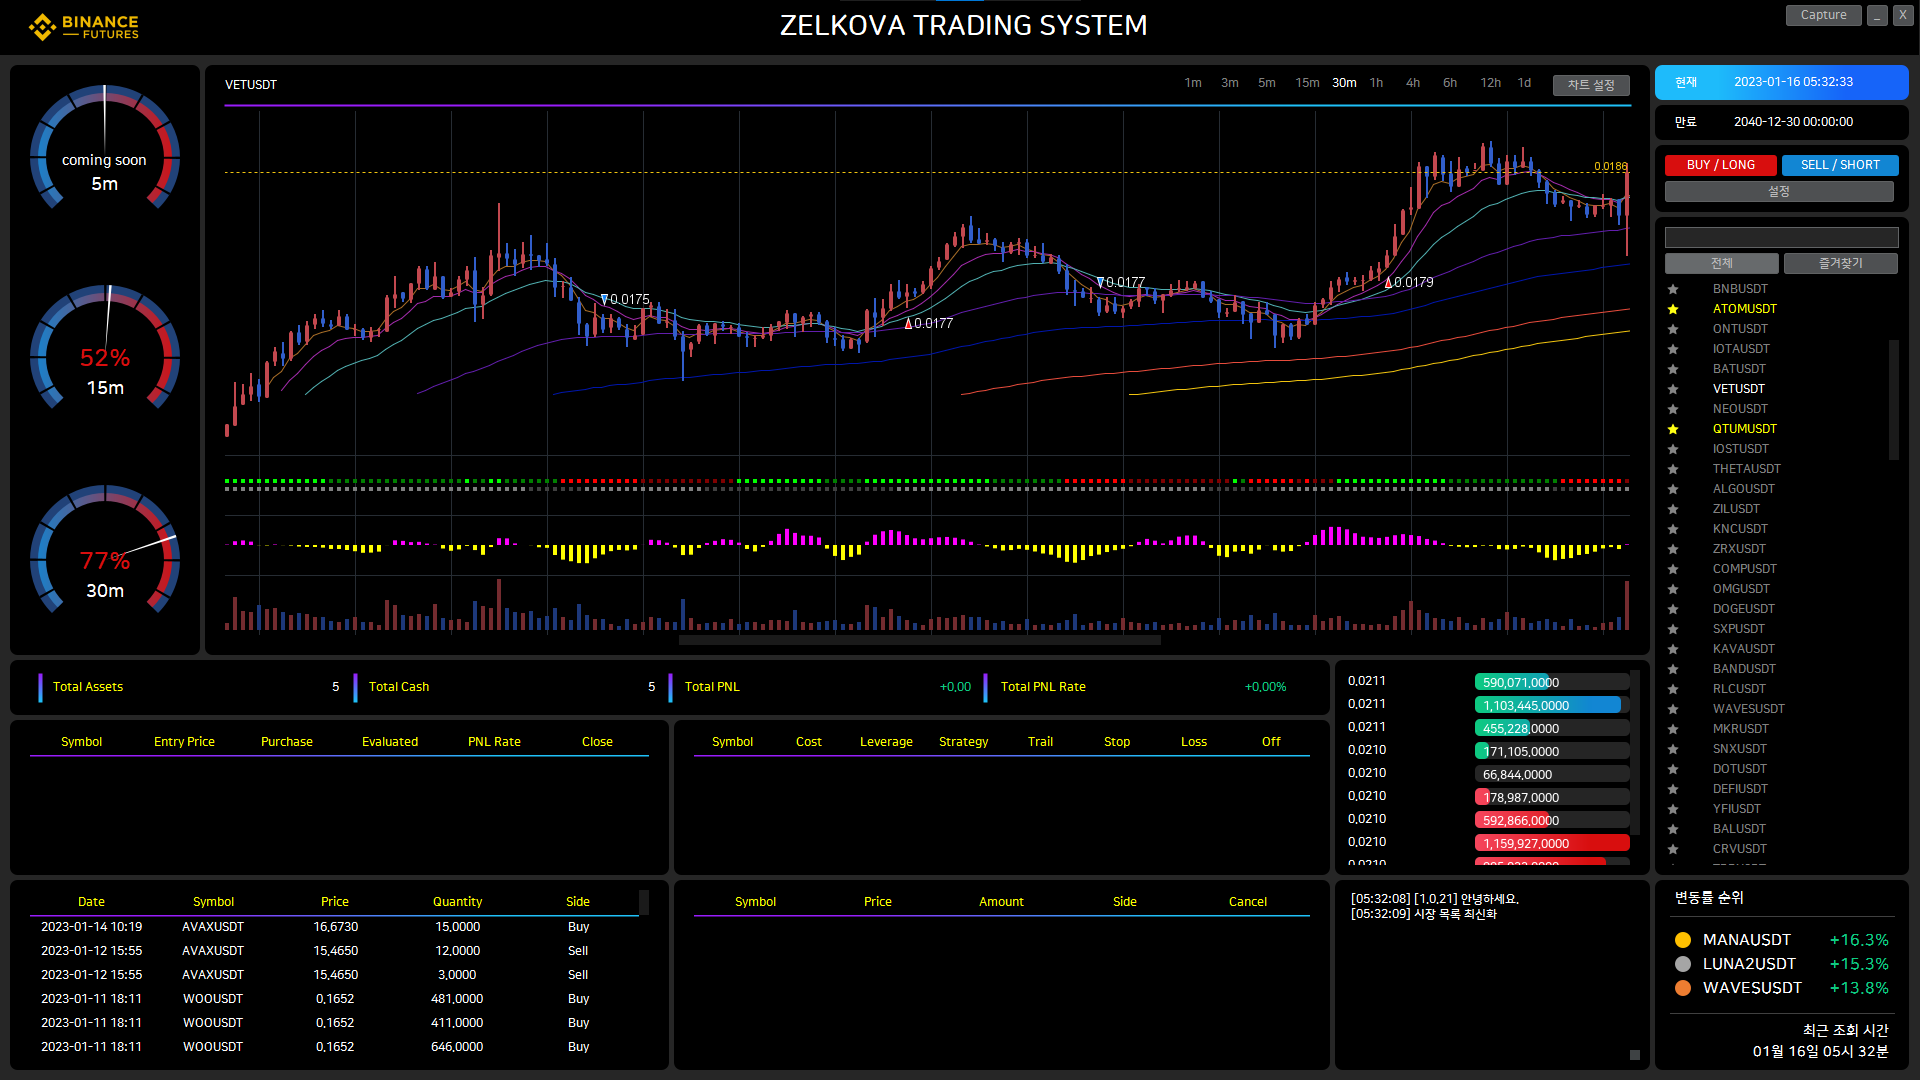 BINANCE
FUTURES
ZELKOVA TRADING SYSTEM
Capture _ X
coming soon
5m
52%
15m
77%
30m
VETUSDT 1m 3m 5m 15m 30m 1h 4h 6h 12h 1d 차트 설정
0.0186
0.0175
0.0177
0.0177
0.0179
현재 2023-01-16 05:32:33
만료 2040-12-30 00:00:00
BUY / LONG SELL / SHORT
설정
전체 즐겨찾기
BNBUSDT
ATOMUSDT
ONTUSDT
IOTAUSDT
BATUSDT
VETUSDT
NEOUSDT
QTUMUSDT
IOSTUSDT
THETAUSDT
ALGOUSDT
ZILUSDT
KNCUSDT
ZRXUSDT
COMPUSDT
OMGUSDT
DOGEUSDT
SXPUSDT
KAVAUSDT
BANDUSDT
RLCUSDT
WAVESUSDT
MKRUSDT
SNXUSDT
DOTUSDT
DEFIUSDT
YFIUSDT
BALUSDT
CRVUSDT
Total Assets 5 Total Cash 5 Total PNL +0.00 Total PNL Rate +0.00%
Symbol Entry Price Purchase Evaluated PNL Rate Close
Symbol Cost Leverage Strategy Trail Stop Loss Off
0.0211 590,071.0000
0.0211 1,103,445.0000
0.0211 455,228.0000
0.0210 171,105.0000
0.0210 66,844.0000
0.0210 178,987.0000
0.0210 592,866.0000
0.0210 1,159,927.0000
0.0210
Date Symbol Price Quantity Side
2023-01-14 10:19 AVAXUSDT 16.6730 15.0000 Buy
2023-01-12 15:55 AVAXUSDT 15.4650 12.0000 Sell
2023-01-12 15:55 AVAXUSDT 15.4650 3.0000 Sell
2023-01-11 18:11 WOOUSDT 0.1652 481.0000 Buy
2023-01-11 18:11 WOOUSDT 0.1652 411.0000 Buy
2023-01-11 18:11 WOOUSDT 0.1652 646.0000 Buy
Symbol Price Amount Side Cancel
[05:32:08] [1.0.21] 안녕하세요.
[05:32:09] 시장 목록 최신화
변동률 순위
MANAUSDT +16.3%
LUNA2USDT +15.3%
WAVESUSDT +13.8%
최근 조회 시간
01월 16일 05시 32분